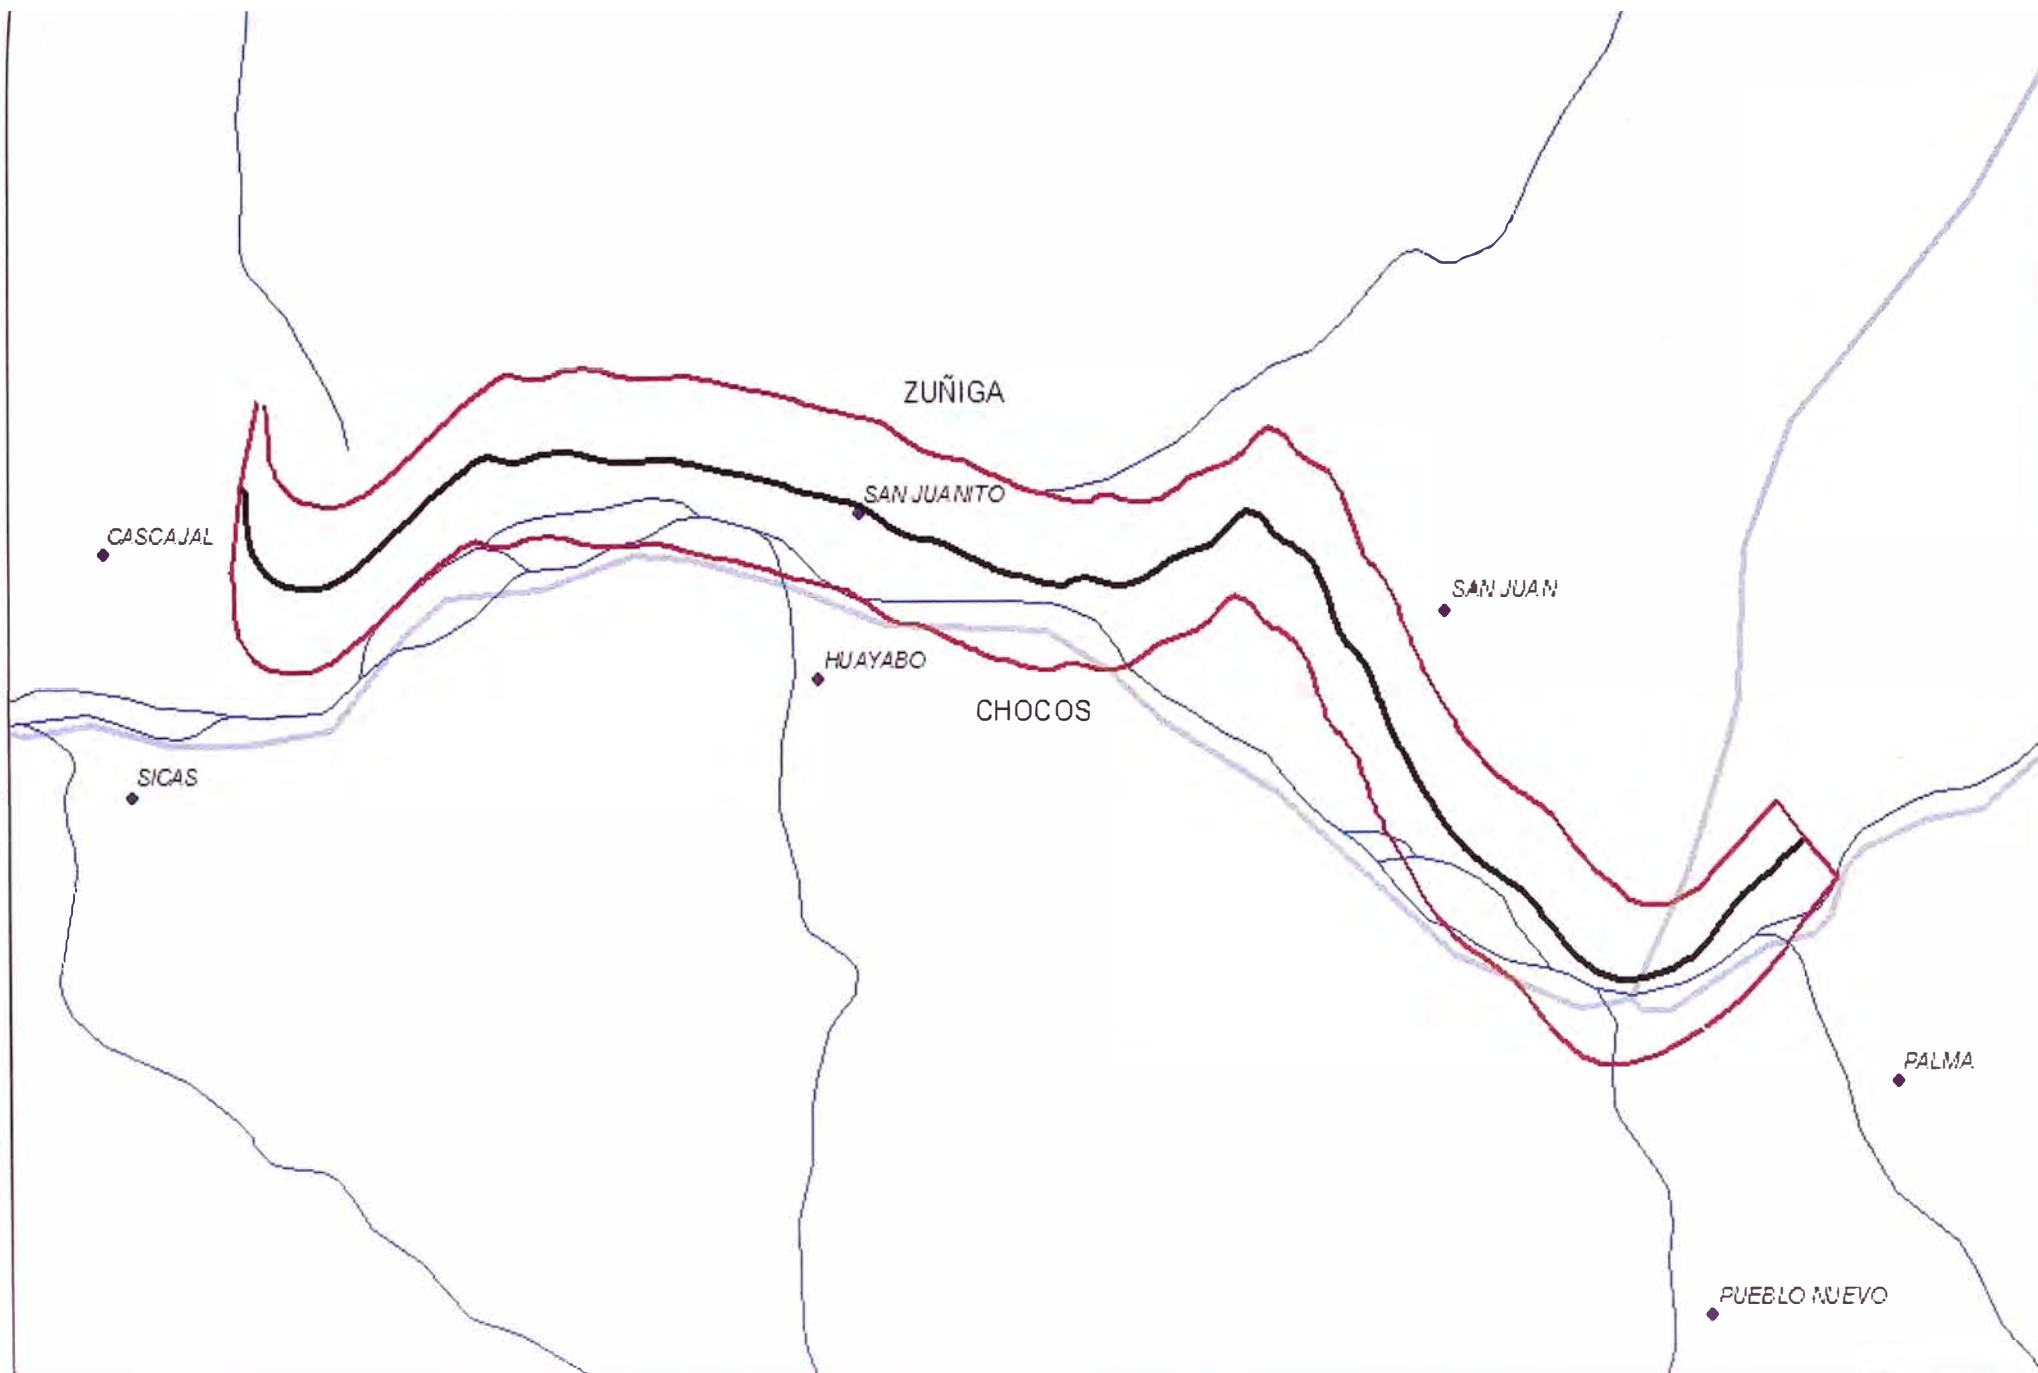 ZUÑIGA
SAN JUANITO
CASCAJAL
SAN JUAN
HUAYABO
CHOCOS
SICAS
PALMA
PUEBLO NUEVO